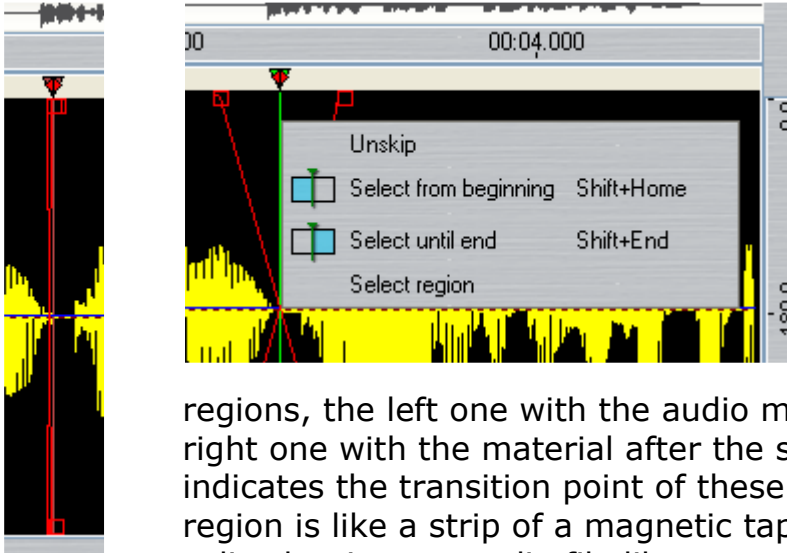 00
00:04.000
Unskip
Select from beginning Shift+Home
Select until end Shift+End
Select region
regions, the left one with the audio
right one with the material after the
indicates the transition point of these
region is like a strip of a magnetic